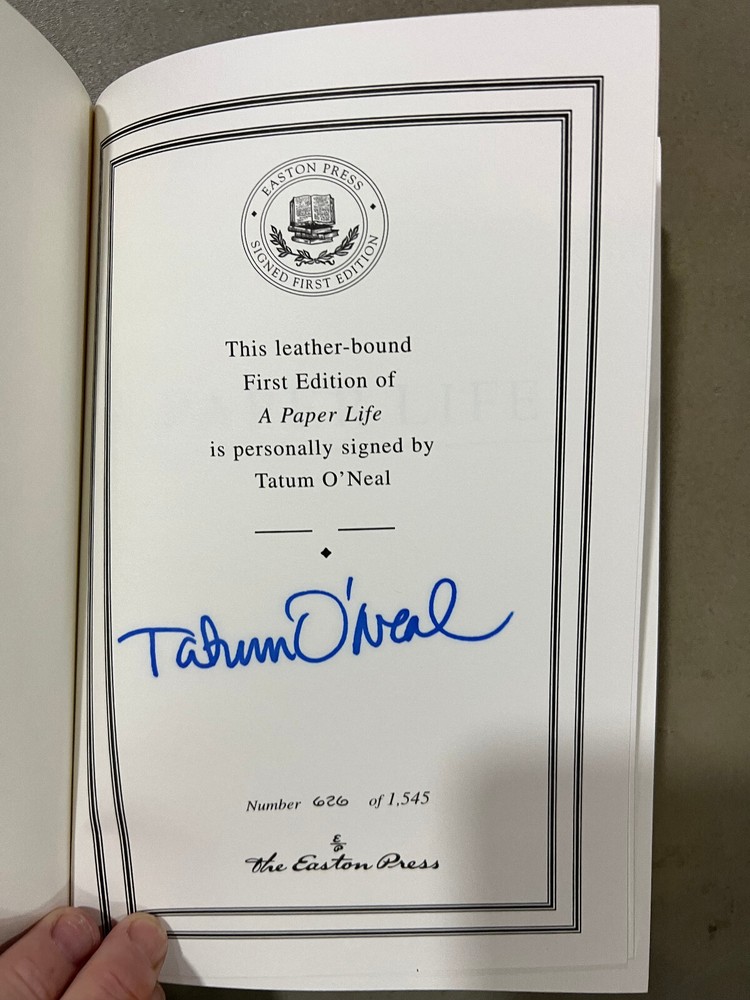 EASTON PRESS
SIGNED FIRST EDITION
This leather-bound
First Edition of
A Paper Life
is personally signed by
Tatum O'Neal
Tatum O'Neal
Number 626 of 1,545
E/P
The Easton Press